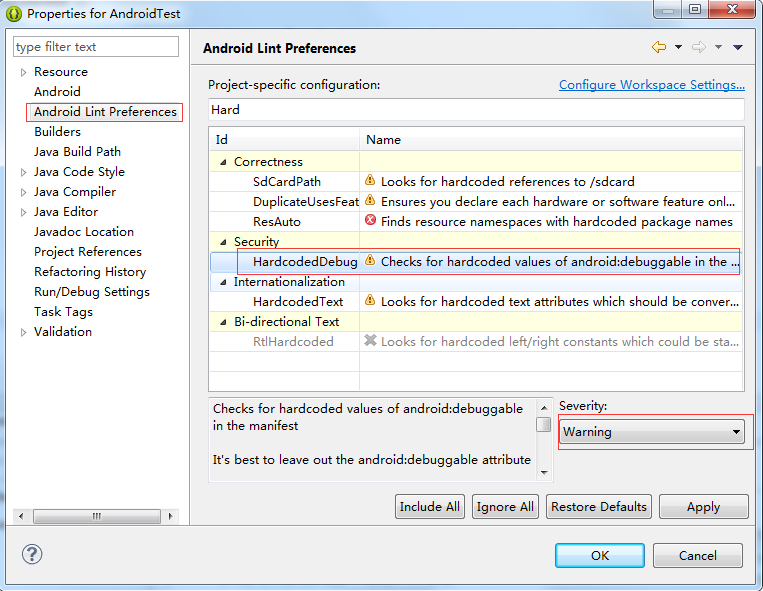 Properties for AndroidTest
type filter text
Resource
Android
Android Lint Preferences
Builders
Java Build Path
Java Code Style
Java Compiler
Java Editor
Javadoc Location
Project References
Refactoring History
Run/Debug Settings
Task Tags
Validation
Android Lint Preferences
Project-specific configuration:
Configure Workspace Settings...
Hard
Id Name
Correctness
SdCardPath Looks for hardcoded references to /sdcard
DuplicateUsesFeat Ensures you declare each hardware or software feature onl...
ResAuto Finds resource namespaces with hardcoded package names
Security
HardcodedDebug Checks for hardcoded values of android:debuggable in the ...
Internationalization
HardcodedText Looks for hardcoded text attributes which should be conver...
Bi-directional Text
RtlHardcoded Looks for hardcoded left/right constants which could be sta...
Checks for hardcoded values of android:debuggable
in the manifest
It's best to leave out the android:debuggable attribute
Severity:
Warning
Include All Ignore All Restore Defaults Apply
OK Cancel